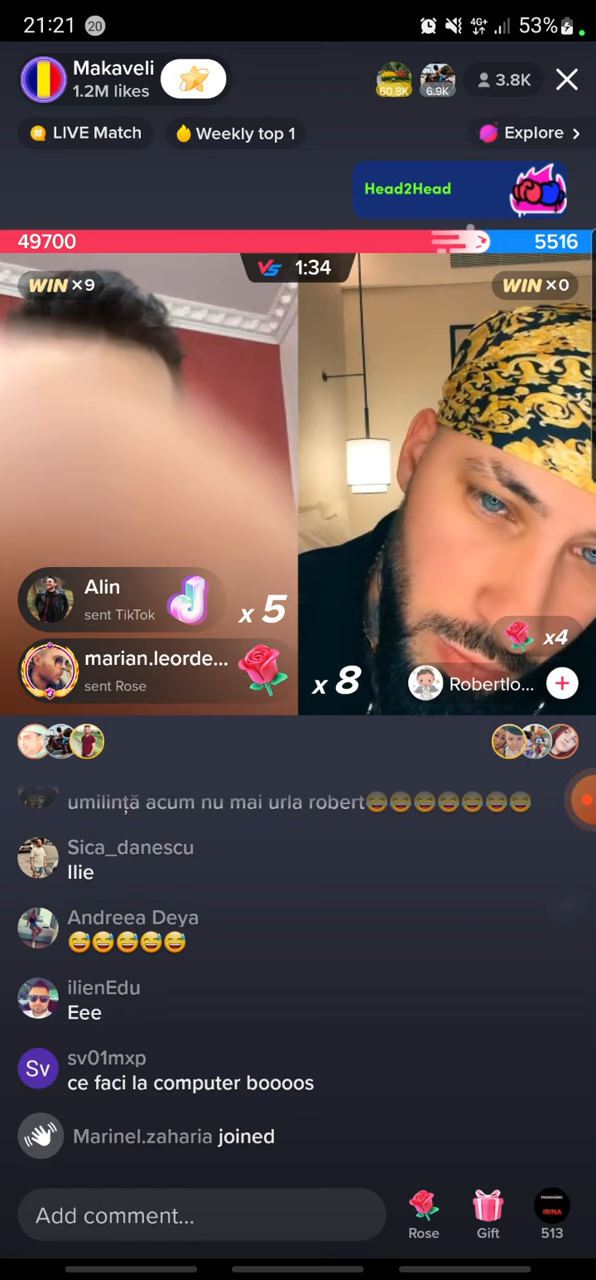 21:21 20 4G+ 53%
Makaveli
1.2M likes
60.8K 6.9K 3.8K
LIVE Match Weekly top 1 Explore >
Head2Head
49700 5516
VS 1:34
WIN ×9 WIN ×0
Alin
sent TikTok x 5
x4
marian.leorde...
sent Rose x 8
Robertlo... +
umilință acum nu mai urla robert😂😂😂😂😂😂😂
Sica_danescu
Ilie
Andreea Deya
😅😅😅😅😅
ilienEdu
Eee
Sv sv01mxp
ce faci la computer boooos
Marinel.zaharia joined
Add comment...
Rose Gift IRINA 513